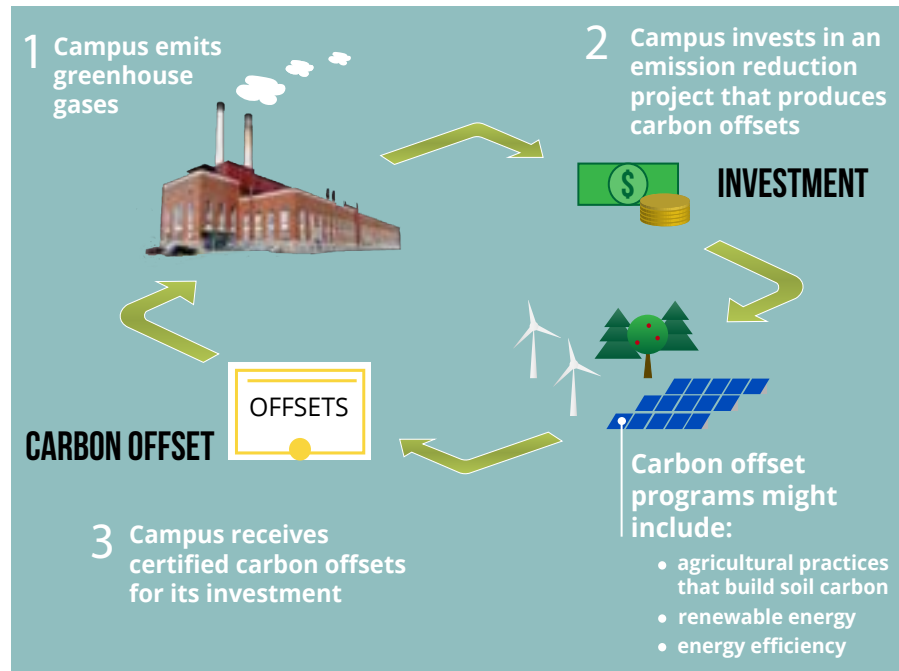 1 Campus emits
greenhouse
gases
2 Campus invests in an
emission reduction
project that produces
carbon offsets
$
INVESTMENT
Carbon offset
programs might
include:
• agricultural practices
that build soil carbon
• renewable energy
• energy efficiency
OFFSETS
CARBON OFFSET
3 Campus receives
certified carbon offsets
for its investment